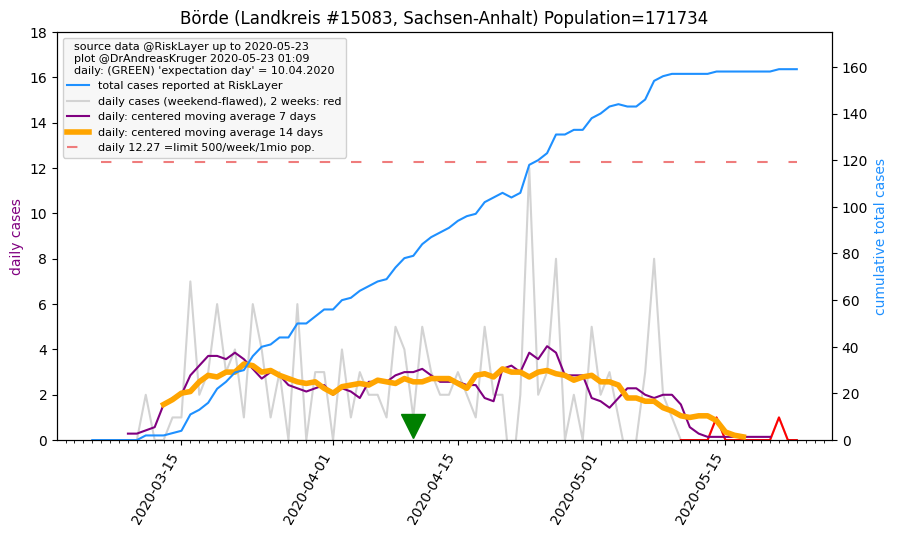 Börde (Landkreis #15083, Sachsen-Anhalt) Population=171734
source data @RiskLayer up to 2020-05-23
plot @DrAndreasKruger 2020-05-23 01:09
daily: (GREEN) 'expectation day' = 10.04.2020
total cases reported at RiskLayer
daily cases (weekend-flawed), 2 weeks: red
daily: centered moving average 7 days
daily: centered moving average 14 days
daily 12.27 =limit 500/week/1mio pop.
daily cases
18
16
14
12
10
8
6
4
2
0
cumulative total cases
160
140
120
100
80
60
40
20
0
2020-03-15
2020-04-01
2020-04-15
2020-05-01
2020-05-15